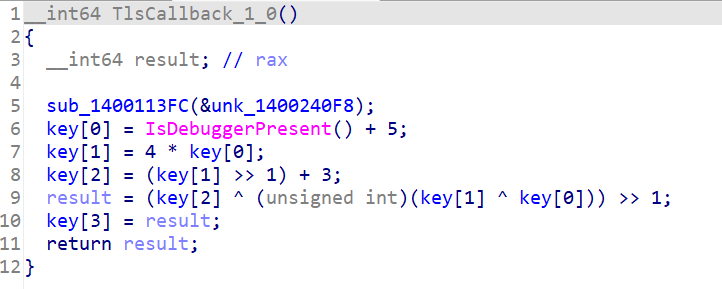 1 __int64 TlsCallback_1_0()
2 {
3   __int64 result; // rax
4
5   sub_1400113FC(&unk_1400240F8);
6   key[0] = IsDebuggerPresent() + 5;
7   key[1] = 4 * key[0];
8   key[2] = (key[1] >> 1) + 3;
9   result = (key[2] ^ (unsigned int)(key[1] ^ key[0])) >> 1;
10   key[3] = result;
11   return result;
12 }